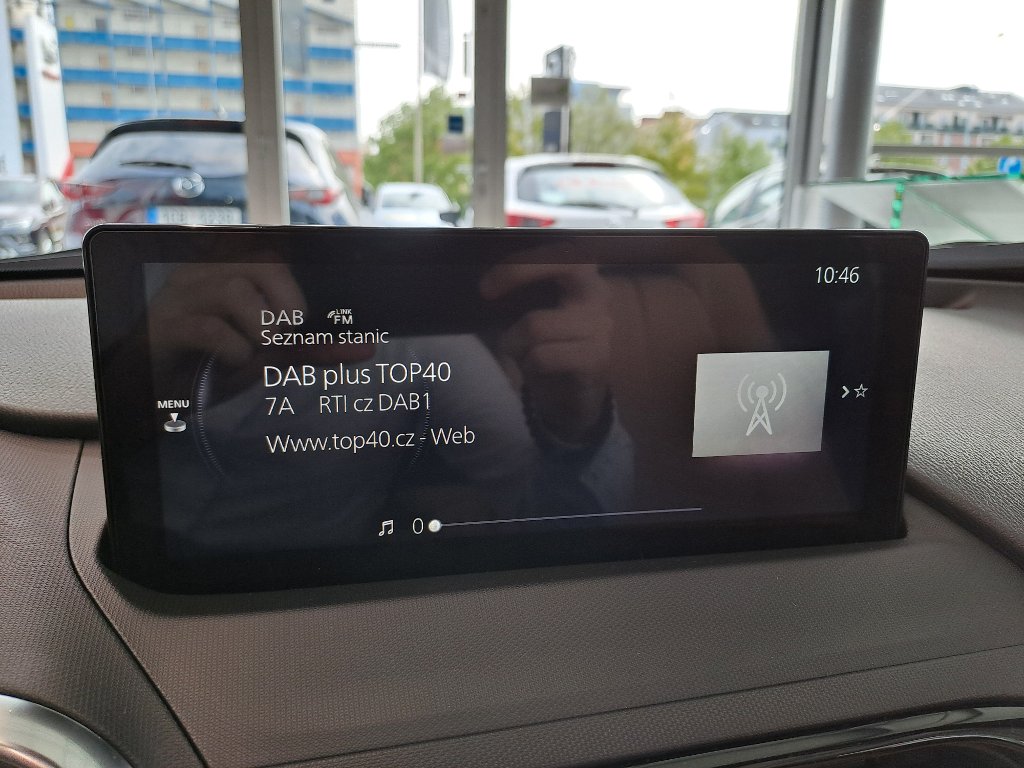 10:46
DAB LINK FM
Seznam stanic
DAB plus TOP40
7A RTI cz DAB1
MENU
Www.top40.cz - Web
0